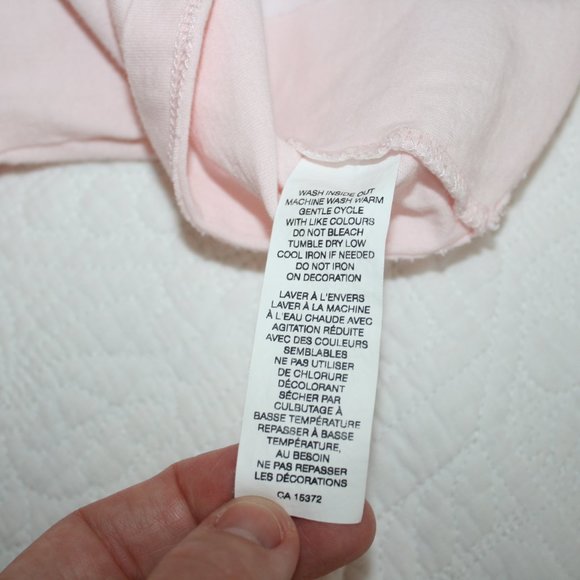 WASH INSIDE OUT
MACHINE WASH WARM
GENTLE CYCLE
WITH LIKE COLOURS
DO NOT BLEACH
TUMBLE DRY LOW
COOL IRON IF NEEDED
DO NOT IRON
ON DECORATION
LAVER À L'ENVERS
LAVER À LA MACHINE
À L'EAU CHAUDE AVEC
AGITATION RÉDUITE
AVEC DES COULEURS
SEMBLABLES
NE PAS UTILISER
DE CHLORURE
DÉCOLORANT
SÉCHER PAR
CULBUTAGE À
BASSE TEMPÉRATURE
REPASSER À BASSE
TEMPÉRATURE,
AU BESOIN
NE PAS REPASSER
LES DÉCORATIONS
CA 15372